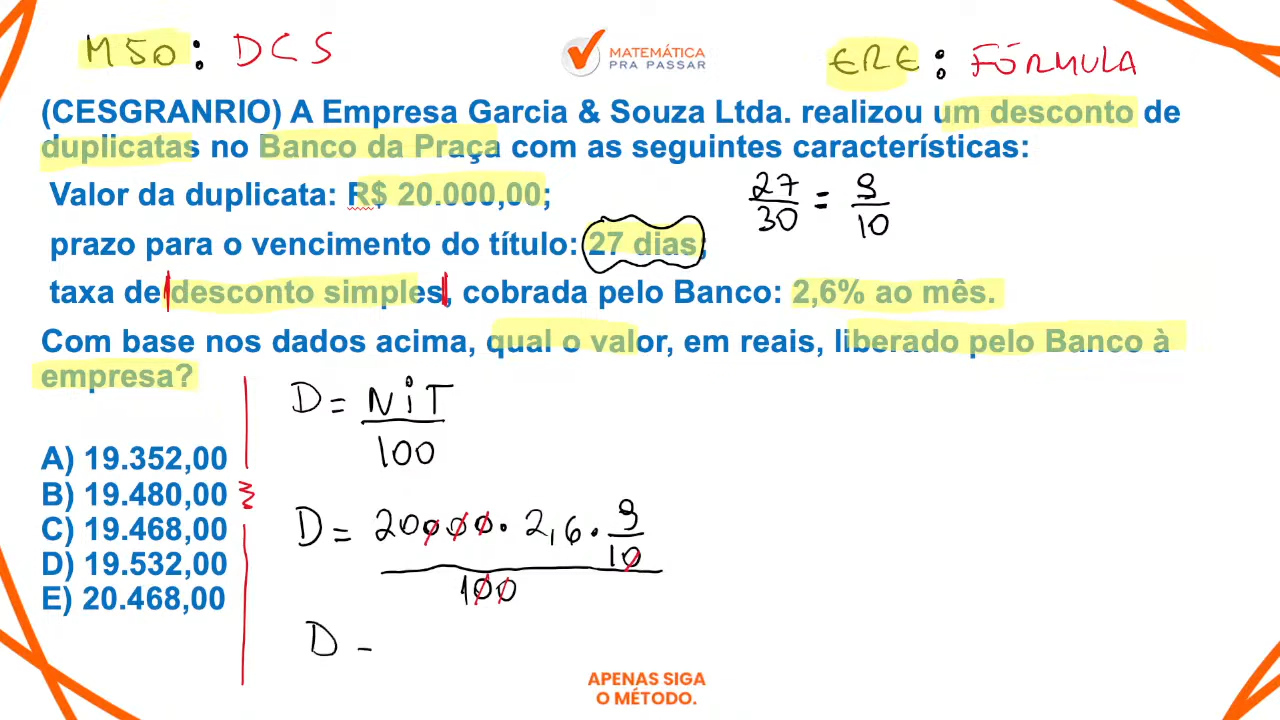 M50: DCS
MATEMÁTICA
PRA PASSAR
ERE: FÓRMULA
(CESGRANRIO) A Empresa Garcia & Souza Ltda. realizou um desconto de
duplicatas no Banco da Praça com as seguintes características:
Valor da duplicata: R$ 20.000,00;
27/30 = 9/10
prazo para o vencimento do título: 27 dias;
taxa de desconto simples, cobrada pelo Banco: 2,6% ao mês.
Com base nos dados acima, qual o valor, em reais, liberado pelo Banco à
empresa?
D = NiT/100
A) 19.352,00
B) 19.480,00
C) 19.468,00
D) 19.532,00
E) 20.468,00
D = 20000 · 2,6 · 9/10
100
D -
APENAS SIGA
O MÉTODO.